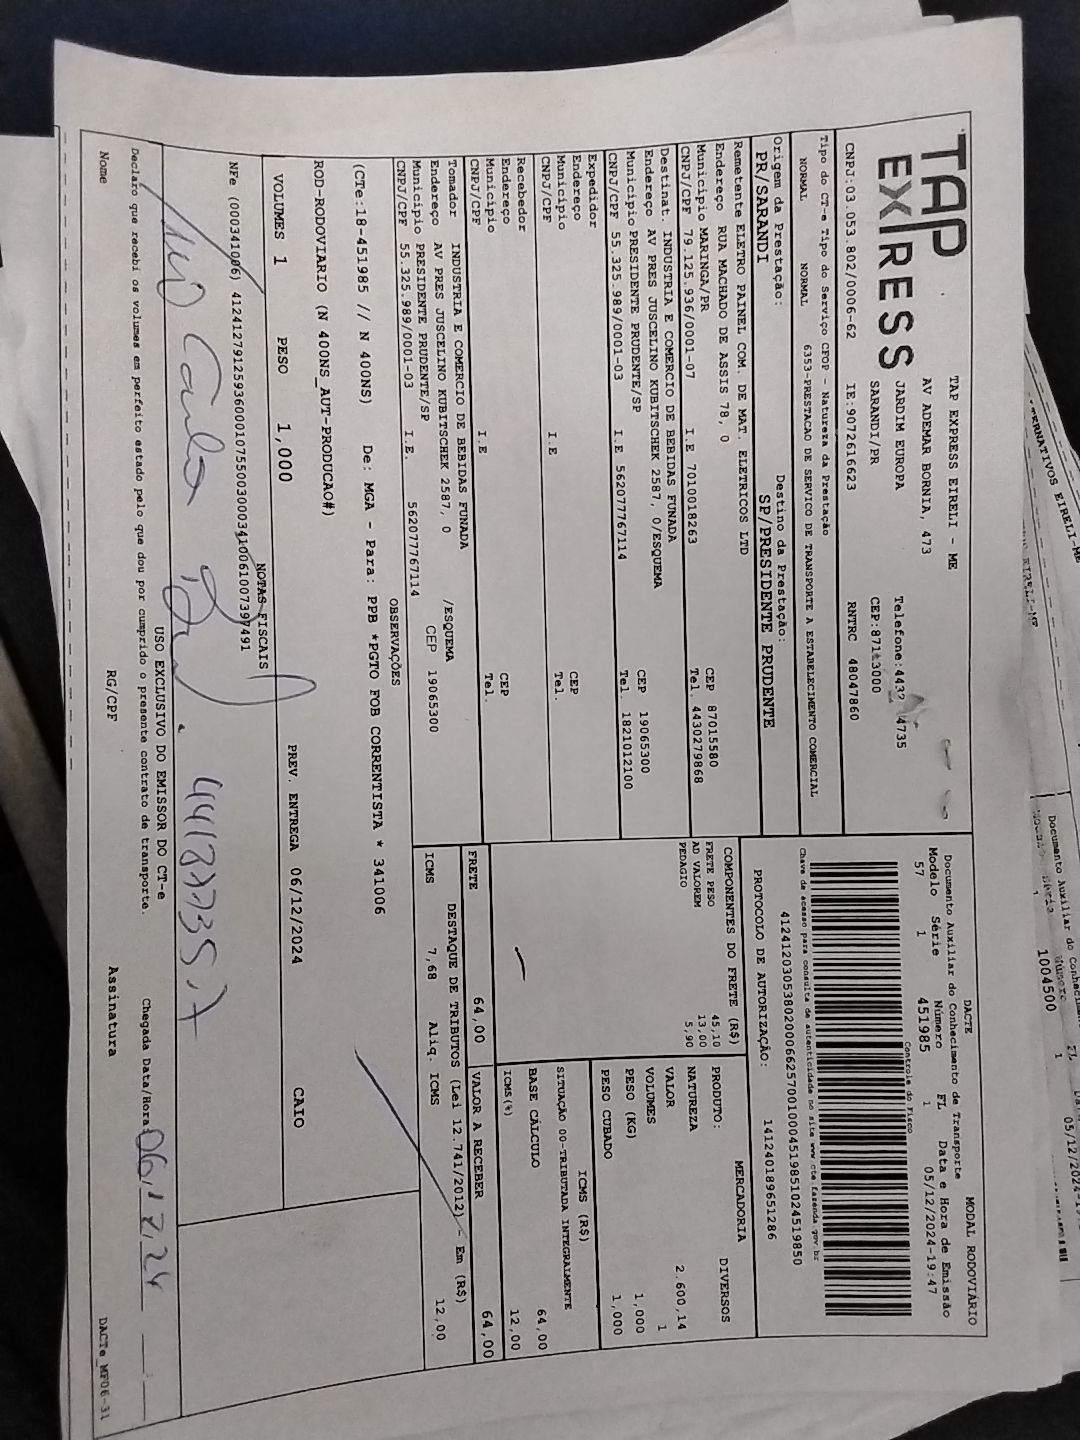 TAP
EXPRESS
TAP EXPRESS EIRELI - ME
AV ADEMAR BORNIA, 473
JARDIM EUROPA
SARANDI/PR
CEP:87113000
CNPJ:03.053.802/0006-62 IE:9072616623 RNTRC 48047860
Tipo do CT-e Tipo do Serviço CFOP - Natureza da Prestação
NORMAL NORMAL 6353-PRESTACAO DE SERVICO DE TRANSPORTE A ESTABELECIMENTO COMERCIAL
Origem da Prestação: Destino da Prestação:
PR/SARANDI SP/PRESIDENTE PRUDENTE
Remetente ELETRO PAINEL COM. DE MAT. ELETRICOS LTD
Endereço RUA MACHADO DE ASSIS 78, 0 CEP 87015580
Município MARINGA/PR Tel. 4430279868
CNPJ/CPF 79.125.936/0001-07 I.E 7010018263
Destinat. INDUSTRIA E COMERCIO DE BEBIDAS FUNADA
Endereço AV PRES JUSCELINO KUBITSCHEK 2587, 0/ESQUEMA CEP 19065300
Município PRESIDENTE PRUDENTE/SP Tel. 1821012100
CNPJ/CPF 55.325.989/0001-03 I.E 562077767114
Expedidor
Endereço CEP
Município Tel.
CNPJ/CPF I.E
Recebedor
Endereço CEP
Município Tel.
CNPJ/CPF I.E
Tomador INDUSTRIA E COMERCIO DE BEBIDAS FUNADA
Endereço AV PRES JUSCELINO KUBITSCHEK 2587, 0 /ESQUEMA
Município PRESIDENTE PRUDENTE/SP CEP 19065300
CNPJ/CPF 55.325.989/0001-03 I.E. 562077767114
DACTE MODAL RODOVIÁRIO
Documento Auxiliar do Conhecimento de Transporte
Modelo Série Número FL Data e Hora de Emissão
57 1 451985 1 05/12/2024-19:47
Controle do Fisco
Chave de acesso para consulta de autenticidade no site www.cte.fazenda.gov.br
41241203053802000662570010004519851024519850
PROTOCOLO DE AUTORIZAÇÃO: 141240189651286
COMPONENTES DO FRETE (R$)
FRETE PESO 45,10
AD VALOREM 13,00
PEDAGIO 5,90
MERCADORIA
PRODUTO: DIVERSOS
NATUREZA
VALOR 2.600,14
VOLUMES 1
PESO (KG) 1,000
PESO CUBADO 1,000
ICMS (R$)
SITUAÇÃO 00-TRIBUTADA INTEGRALMENTE
BASE CÁLCULO 64,00
ICMS(%) 12,00
FRETE 64,00 VALOR A RECEBER 64,00
DESTAQUE DE TRIBUTOS (Lei 12.741/2012) - Em (R$)
ICMS 7,68 Aliq. ICMS 12,00
OBSERVAÇÕES
(CTe:18-451985 // N 400NS) De: MGA - Para: PPB *PGTO FOB CORRENTISTA * 341006
ROD-RODOVIARIO (N 400NS_AUT-PRODUCAO#)
VOLUMES 1 PESO 1,000 PREV. ENTREGA 06/12/2024 CAIO
NOTAS FISCAIS
NFe (000341006) 41241279125936000107550030003410061007397491
USO EXCLUSIVO DO EMISSOR DO CT-e
Declaro que recebi os volumes em perfeito estado pelo que dou por cumprido o presente contrato de transporte. Chegada Data/Hora 06.12.24
Nome RG/CPF Assinatura
DACTe_MF06-31
1004500